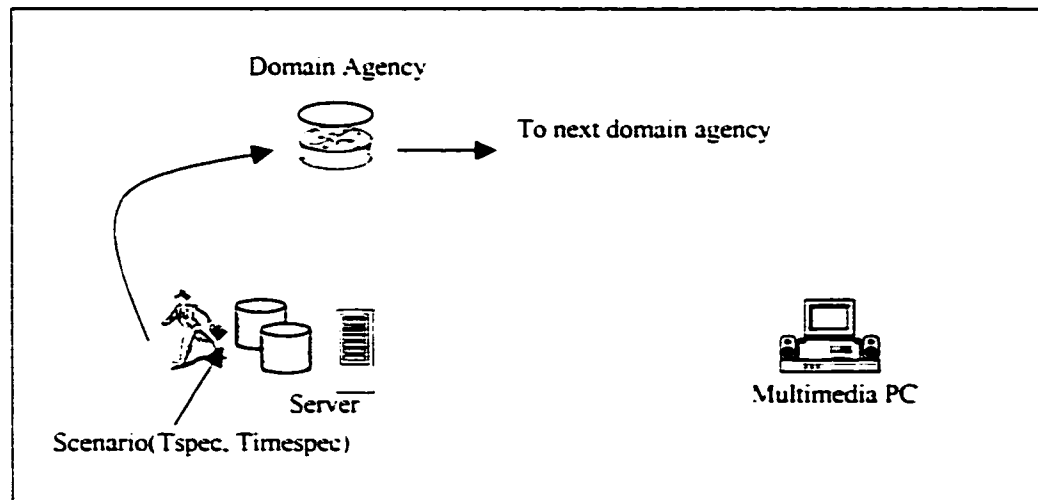 Domain Agency
To next domain agency
Server
Multimedia PC
Scenario(Tspec, Timespec)